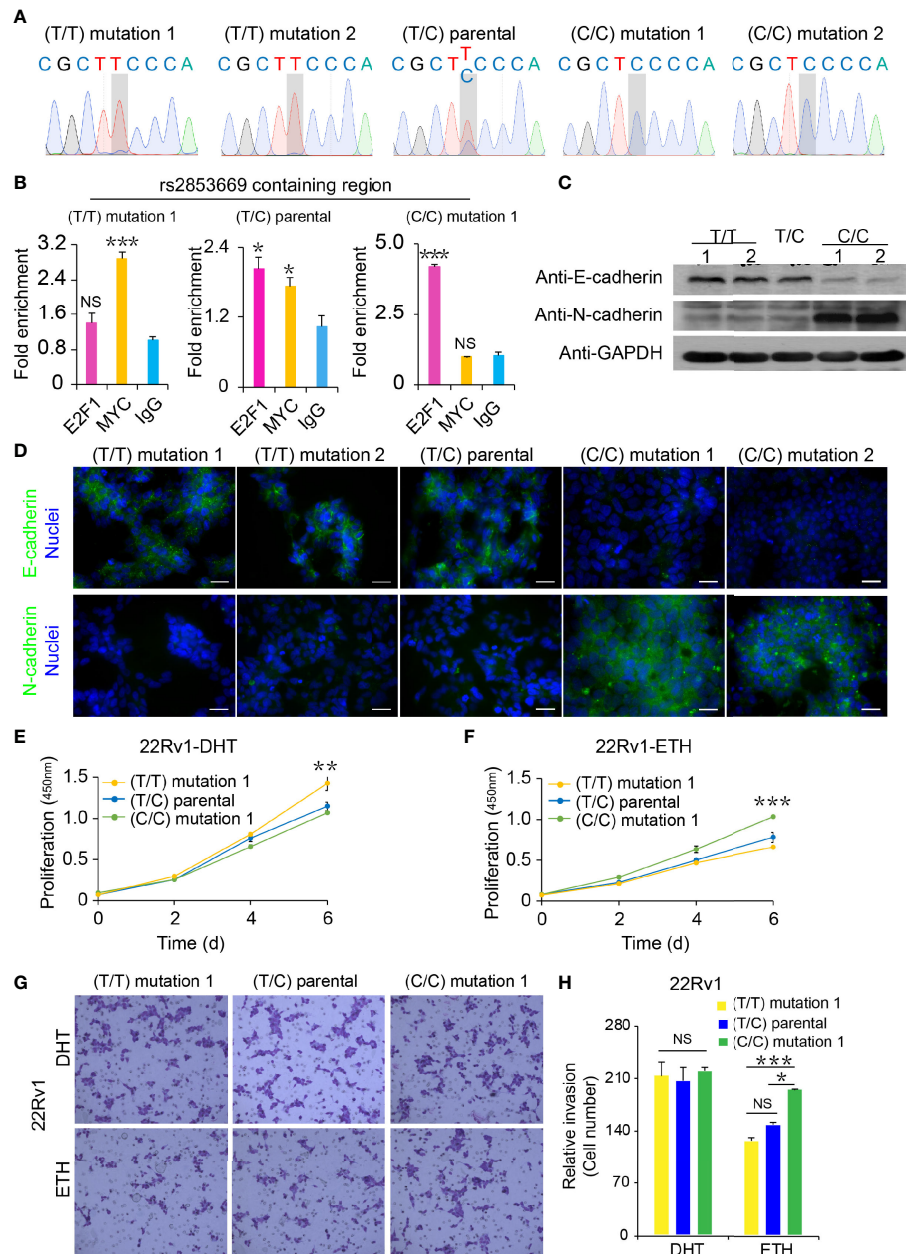 A
(T/T) mutation 1 (T/T) mutation 2 (T/C) parental (C/C) mutation 1 (C/C) mutation 2
C G C T T C C C A C G C T T C C C A C G C T T C C C A C G C T C C C C A C G C T C C C C A
C
B
rs2853669 containing region
(T/T) mutation 1 (T/C) parental (C/C) mutation 1
Fold enrichment
3.2
2.4
1.6
0.8
0
NS
***
E2F1 MYC IgG
Fold enrichment
2.4
1.2
0
*
*
E2F1 MYC IgG
Fold enrichment
5.0
2.5
0
***
NS
E2F1 MYC IgG
C
T/T T/C C/C
1 2 1 2
Anti-E-cadherin
Anti-N-cadherin
Anti-GAPDH
D
(T/T) mutation 1 (T/T) mutation 2 (T/C) parental (C/C) mutation 1 (C/C) mutation 2
E-cadherin
Nuclei
N-cadherin
Nuclei
E
22Rv1-DHT
Proliferation (450nm)
1.5
1.0
0.5
0
(T/T) mutation 1
(T/C) parental
(C/C) mutation 1
**
0 2 4 6
Time (d)
F
22Rv1-ETH
Proliferation (450nm)
1.5
1.0
0.5
0
(T/T) mutation 1
(T/C) parental
(C/C) mutation 1
***
0 2 4 6
Time (d)
G
(T/T) mutation 1 (T/C) parental (C/C) mutation 1
22Rv1
DHT
ETH
H
22Rv1
(T/T) mutation 1
(T/C) parental
(C/C) mutation 1
Relative invasion
(Cell number)
280
210
140
70
0
NS
***
*
NS
DHT ETH